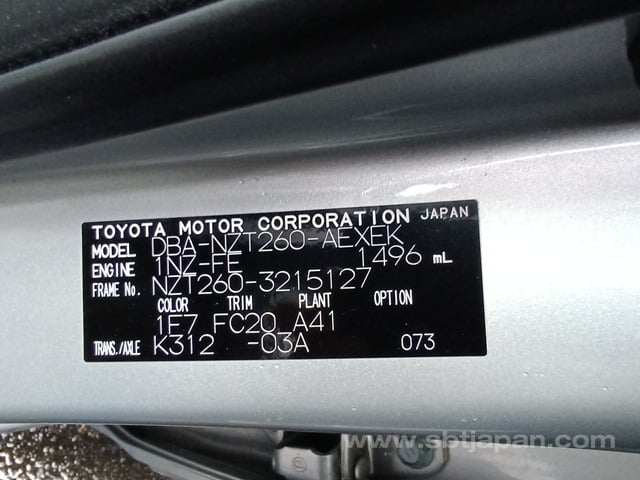 TOYOTA MOTOR CORPORATION JAPAN
MODEL DBA-NZT260-AEXEK
ENGINE 1NZ-FE 1496 mL
FRAME No. NZT260-3215127
COLOR TRIM PLANT OPTION
1E7 FC20 A41
TRANS./AXLE K312 -03A 073
www.sbtjapan.com